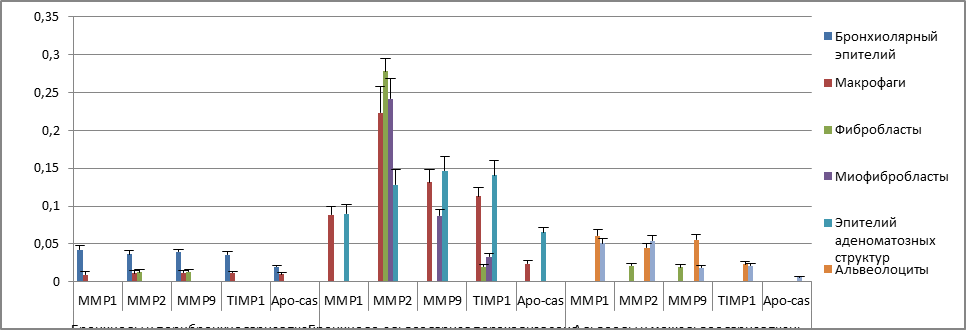 0,35
0,3
0,25
0,2
0,15
0,1
0,05
0
MMP1 MMP2 MMP9 TIMP1 Apo-cas MMP1 MMP2 MMP9 TIMP1 Apo-cas MMP1 MMP2 MMP9 TIMP1 Apo-cas
Бронхиолярный
эпителий
Макрофаги
Фибробласты
Миофибробласты
Эпителий
аденоматозных
структур
Альвеолоциты